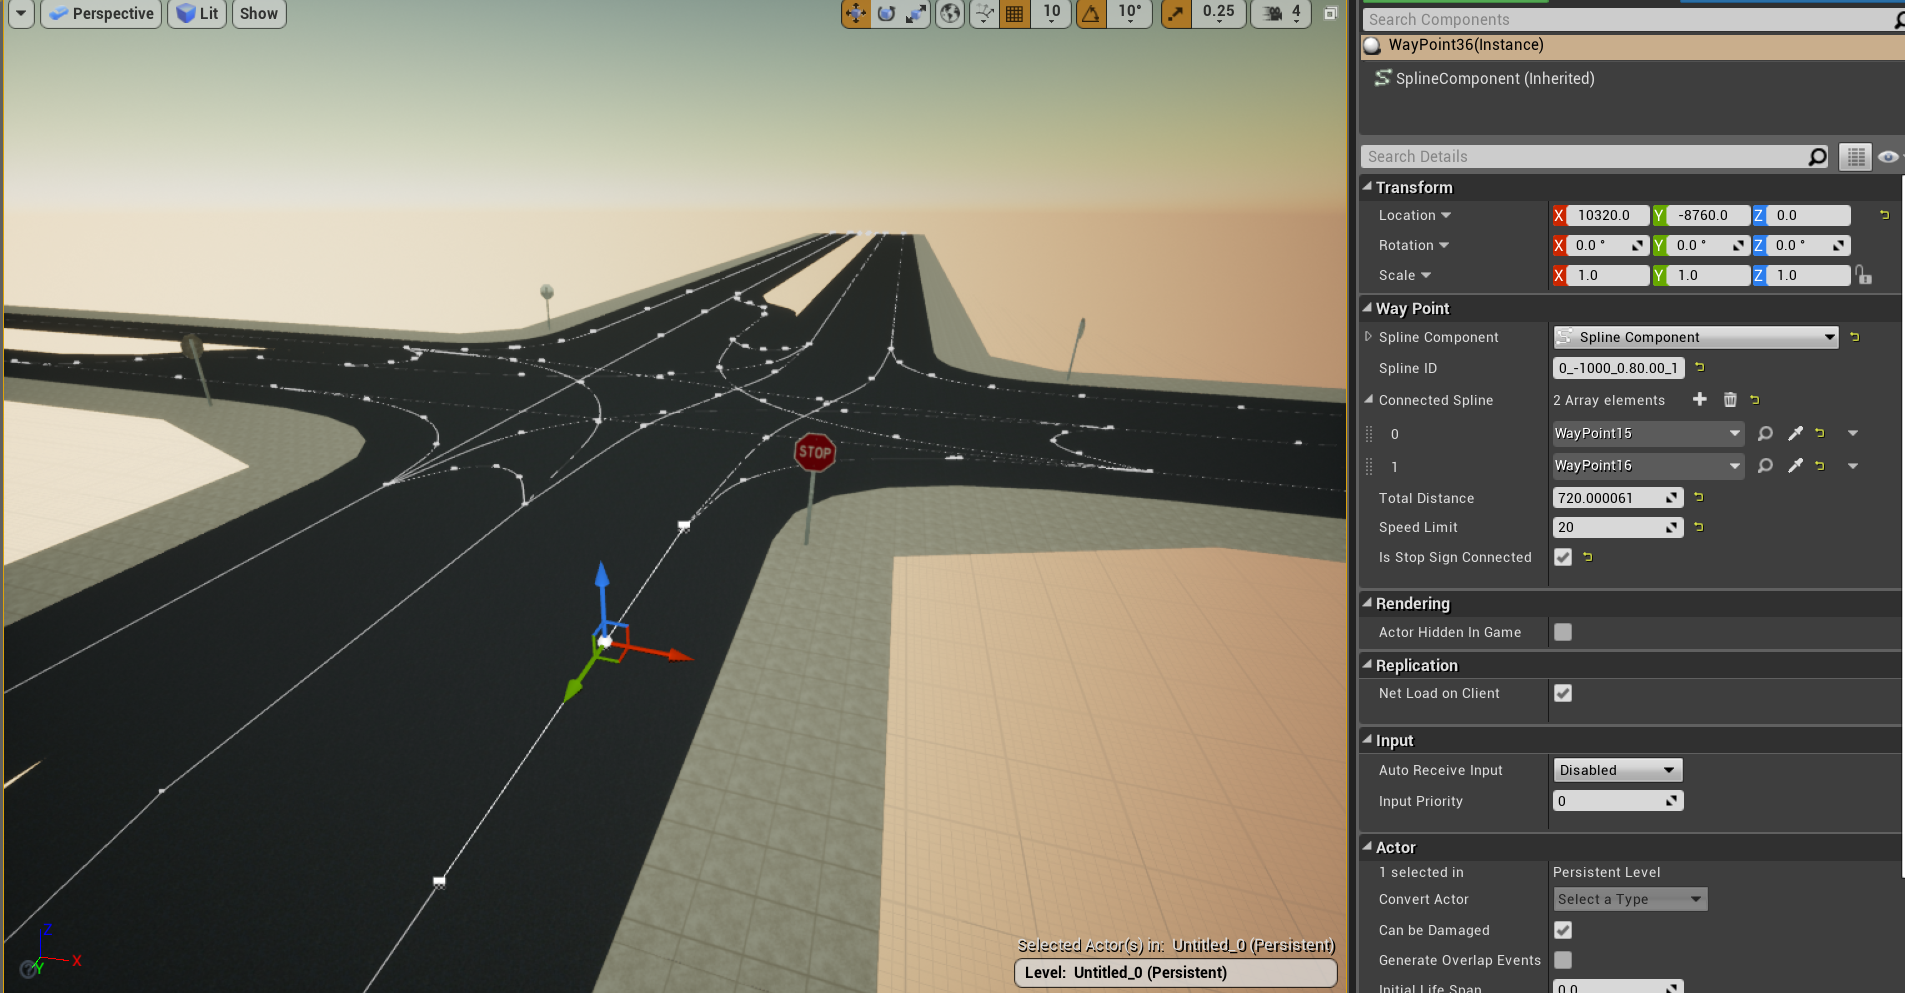 Perspective
Lit
Show
10
10°
0.25
4
Search Components
WayPoint36(Instance)
SplineComponent (Inherited)
Search Details
Transform
Location X 10320.0 Y -8760.0 Z 0.0
Rotation X 0.0 ° Y 0.0 ° Z 0.0 °
Scale X 1.0 Y 1.0 Z 1.0
Way Point
Spline Component Spline Component
Spline ID 0_-1000_0.80.00_1
Connected Spline 2 Array elements
0 WayPoint15
1 WayPoint16
Total Distance 720.000061
Speed Limit 20
Is Stop Sign Connected
Rendering
Actor Hidden In Game
Replication
Net Load on Client
Input
Auto Receive Input Disabled
Input Priority 0
Actor
1 selected in Persistent Level
Convert Actor Select a Type
Can be Damaged
Generate Overlap Events
Initial Life Span 0.0
STOP
Z
X
Y
Selected Actor(s) in: Untitled_0 (Persistent)
Level: Untitled_0 (Persistent)